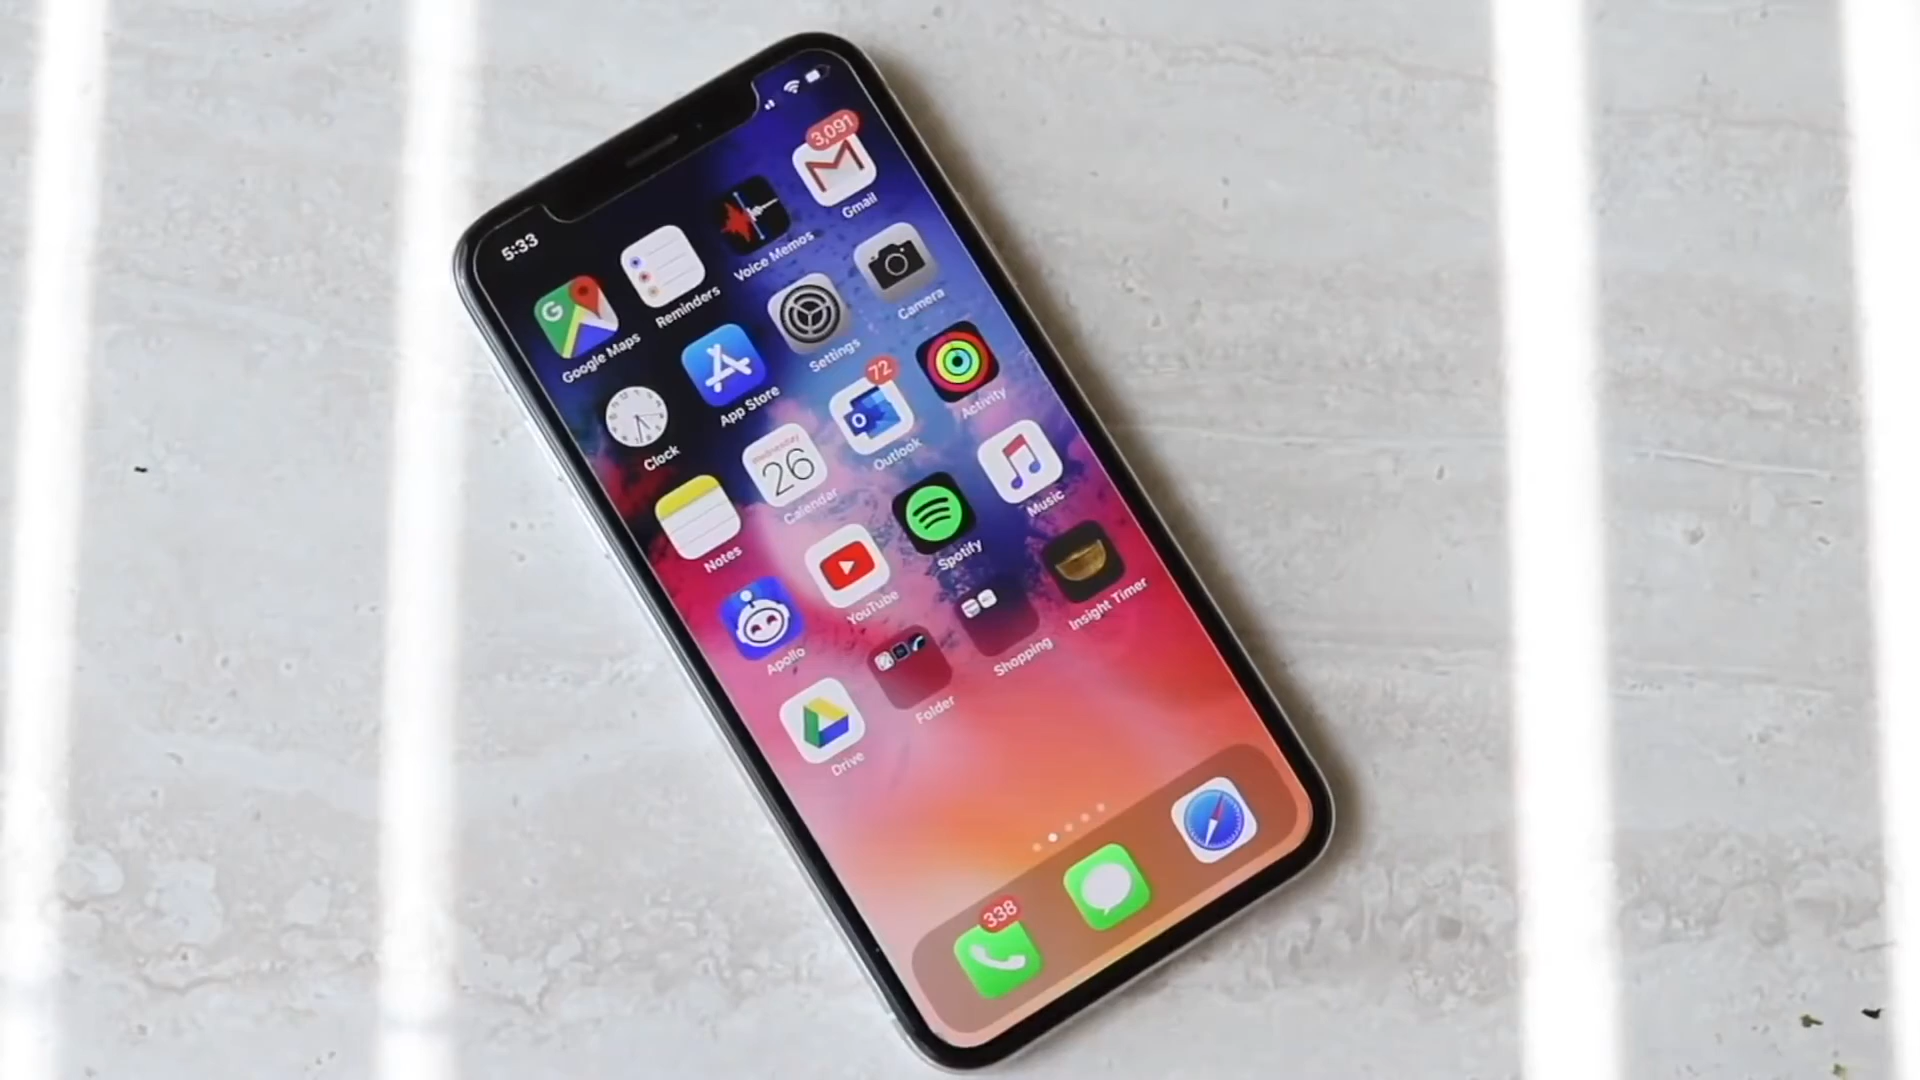 5:33
3,091
Google Maps
Reminders
Voice Memos
Gmail
Clock
App Store
Settings
Camera
72
Notes
Wednesday
26
Calendar
Outlook
Activity
Apollo
YouTube
Spotify
Music
Drive
Folder
Shopping
Insight Timer
338